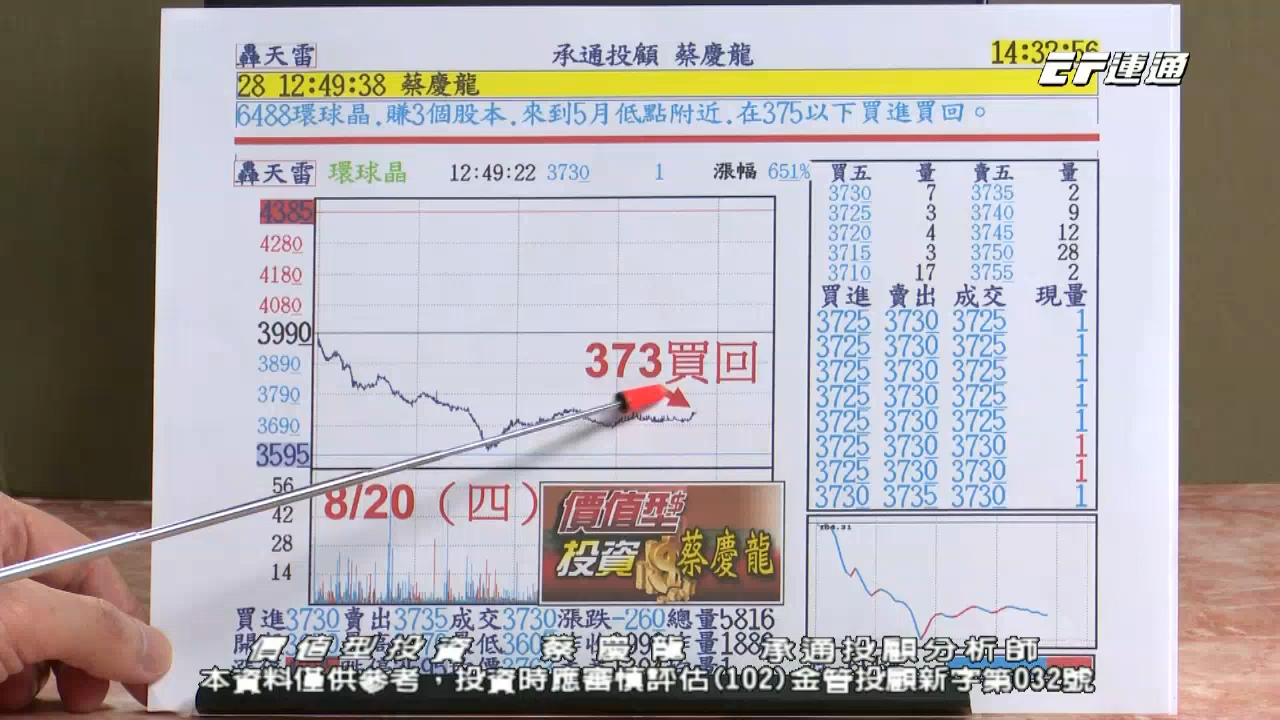 轟天雷 承通投顧 蔡慶龍 14:32:56
EF運通
28 12:49:38 蔡慶龍
6488環球晶.賺3個股本.來到5月低點附近.在375以下買進買回。
轟天雷 環球晶 12:49:22 3730 1 漲幅 651%
買五 量 賣五 量
3730 7 3735 2
3725 3 3740 9
3720 4 3745 12
3715 3 3750 28
3710 17 3755 2
買進 賣出 成交 現量
3725 3730 3725 1
3725 3730 3725 1
3725 3730 3725 1
3725 3730 3725 1
3725 3730 3725 1
3725 3730 3730 1
3725 3730 3730 1
3730 3735 3730 1
4385
4280
4180
4080
3990
3890
3790
3690
3595
373買回
56
42
28
14
8/20（四）
價值型$
投資 蔡慶龍
買進3730賣出3735成交3730漲跌-260總量5816
價值型投資 蔡慶龍 承通投顧分析師
本資料僅供參考，投資時應審慎評估(102)金管投顧新字第032號